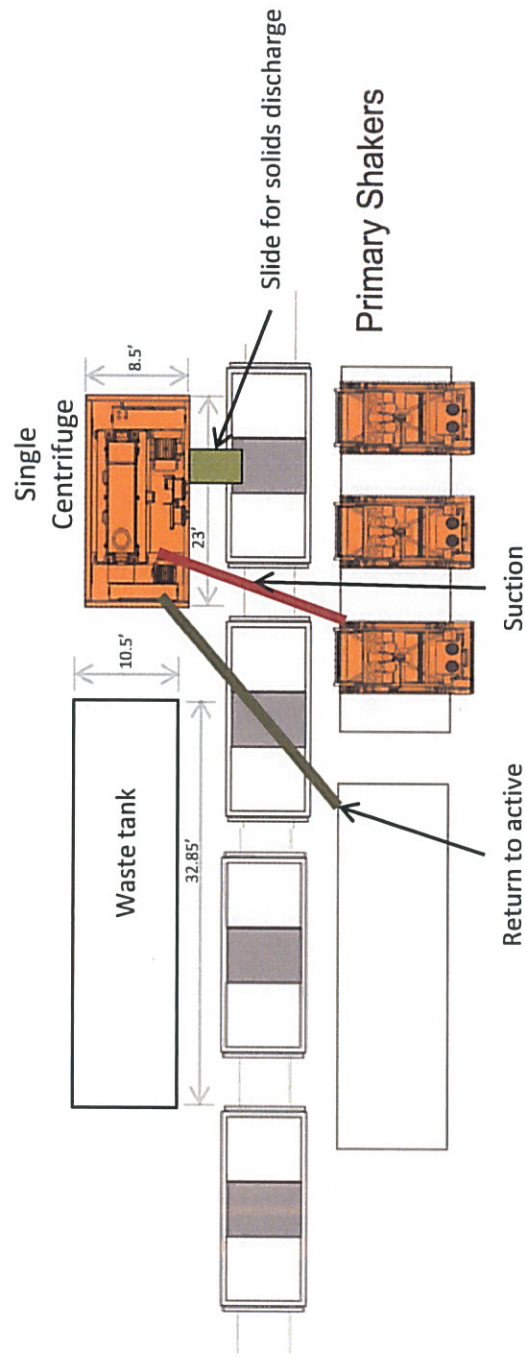 Single
Centrifuge
8.5'
23'
10.5'
Waste tank
32.85'
Slide for solids discharge
Primary Shakers
Suction
Return to active